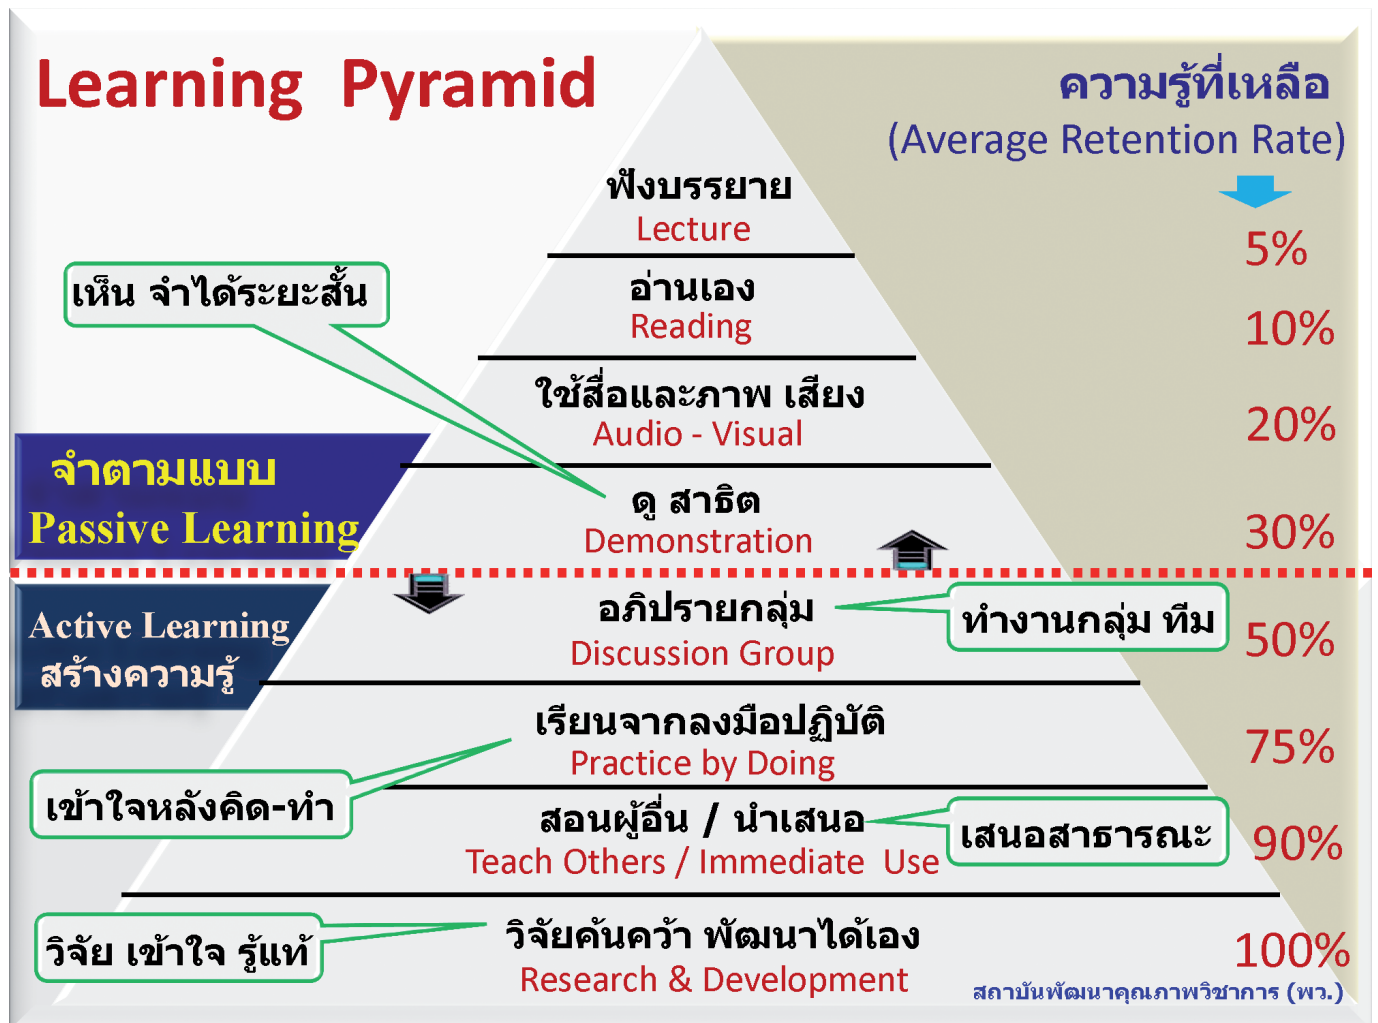 Learning Pyramid
ความรู้ที่เหลือ
(Average Retention Rate)
ฟังบรรยาย
Lecture
5%
เห็น จำได้ระยะสั้น
อ่านเอง
Reading
10%
ใช้สื่อและภาพ เสียง
Audio - Visual
20%
จำตามแบบ
Passive Learning
ดู สาธิต
Demonstration
30%
Active Learning
สร้างความรู้
อภิปรายกลุ่ม
Discussion Group
ทำงานกลุ่ม ทีม
50%
เรียนจากลงมือปฏิบัติ
Practice by Doing
75%
เข้าใจหลังคิด-ทำ
สอนผู้อื่น / นำเสนอ
Teach Others / Immediate Use
เสนอสาธารณะ
90%
วิจัย เข้าใจ รู้แท้
วิจัยค้นคว้า พัฒนาได้เอง
Research & Development
100%
สถาบันพัฒนาคุณภาพวิชาการ (พว.)